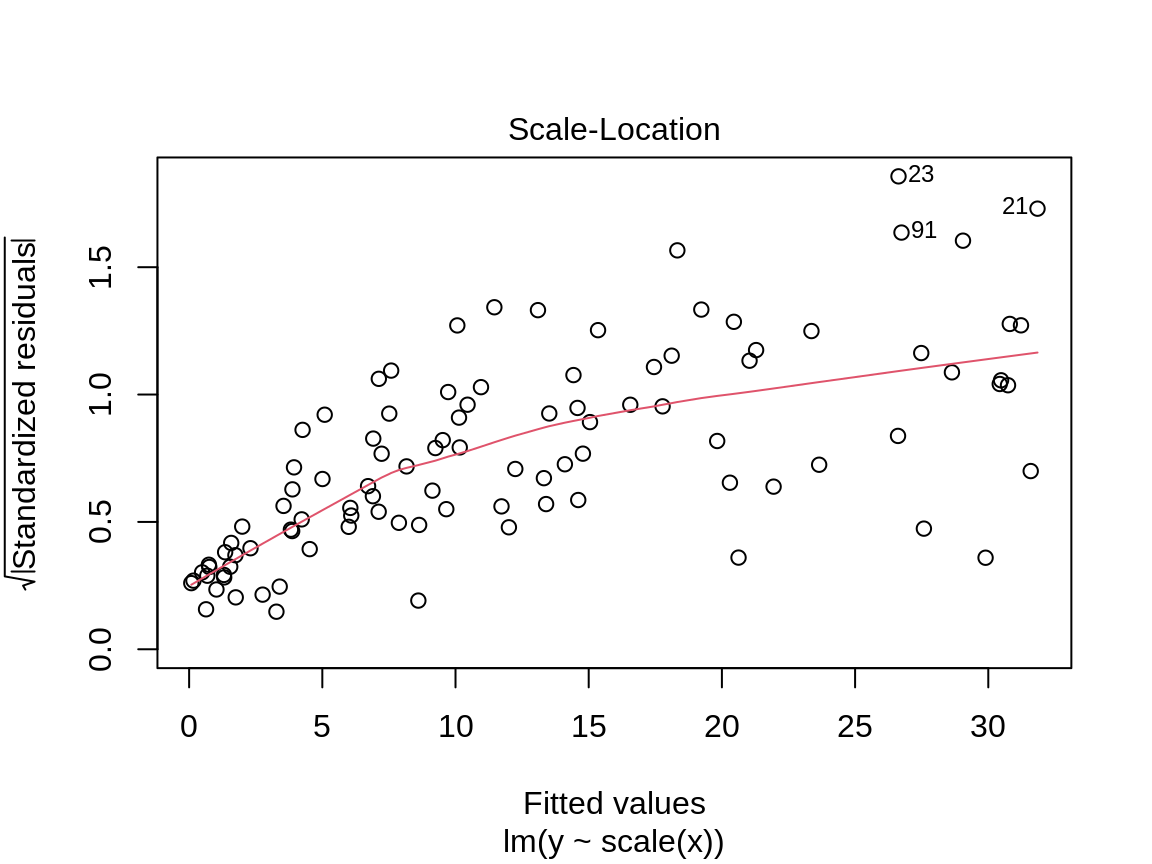 Scale-Location
√|Standardized residuals|
0.0 0.5 1.0 1.5
23
21
91
0 5 10 15 20 25 30
Fitted values
lm(y ~ scale(x))